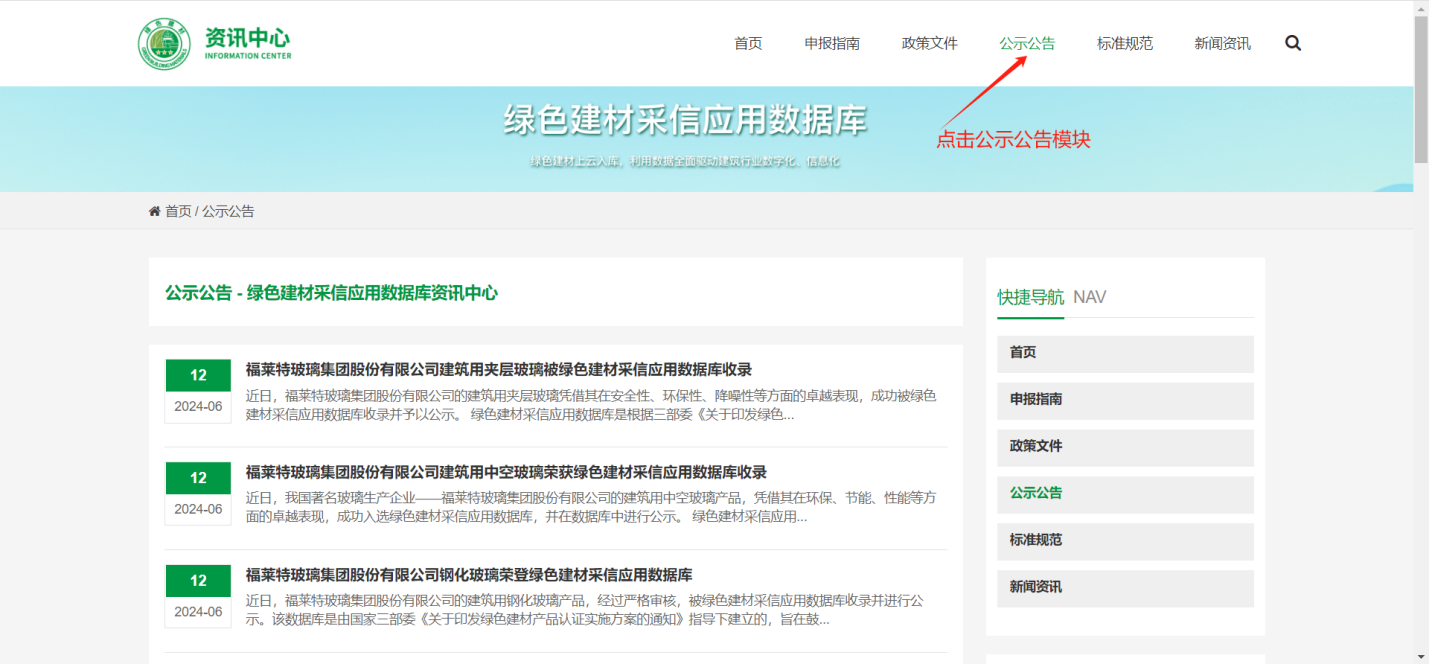 资讯中心
INFORMATION CENTER
首页 申报指南 政策文件 公示公告 标准规范 新闻资讯
绿色建材采信应用数据库
点击公示公告模块
绿色建材上云入库，利用数据全面驱动建筑行业数字化、信息化
首页 / 公示公告
公示公告 - 绿色建材采信应用数据库资讯中心
快捷导航 NAV
首页
申报指南
政策文件
公示公告
标准规范
新闻资讯
12
2024-06
福莱特玻璃集团股份有限公司建筑用夹层玻璃被绿色建材采信应用数据库收录
近日，福莱特玻璃集团股份有限公司的建筑用夹层玻璃凭借其在安全性、环保性、降噪性等方面的卓越表现，成功被绿色
建材采信应用数据库收录并予以公示。 绿色建材采信应用数据库是根据三部委《关于印发绿色...
12
2024-06
福莱特玻璃集团股份有限公司建筑用中空玻璃荣获绿色建材采信应用数据库收录
近日，我国著名玻璃生产企业——福莱特玻璃集团股份有限公司的建筑用中空玻璃产品，凭借其在环保、节能、性能等方
面的卓越表现，成功入选绿色建材采信应用数据库，并在数据库中进行公示。 绿色建材采信应用...
12
2024-06
福莱特玻璃集团股份有限公司钢化玻璃荣登绿色建材采信应用数据库
近日，福莱特玻璃集团股份有限公司的建筑用钢化玻璃产品，经过严格审核，被绿色建材采信应用数据库收录并进行公
示。该数据库是由国家三部委《关于印发绿色建材产品认证实施方案的通知》指导下建立的，旨在鼓...